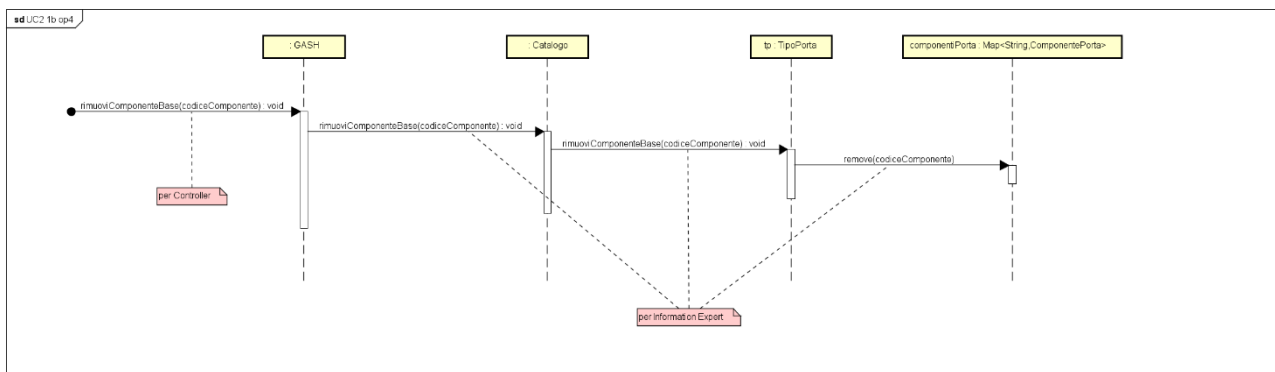 sd UC2 1b op4
: GASH
: Catalogo
tp : TipoPorta
componentiPorta : Map<String,ComponentePorta>
rimuoviComponenteBase(codiceComponente) : void
rimuoviComponenteBase(codiceComponente) : void
rimuoviComponenteBase(codiceComponente) : void
remove(codiceComponente)
per Controller
per Information Expert